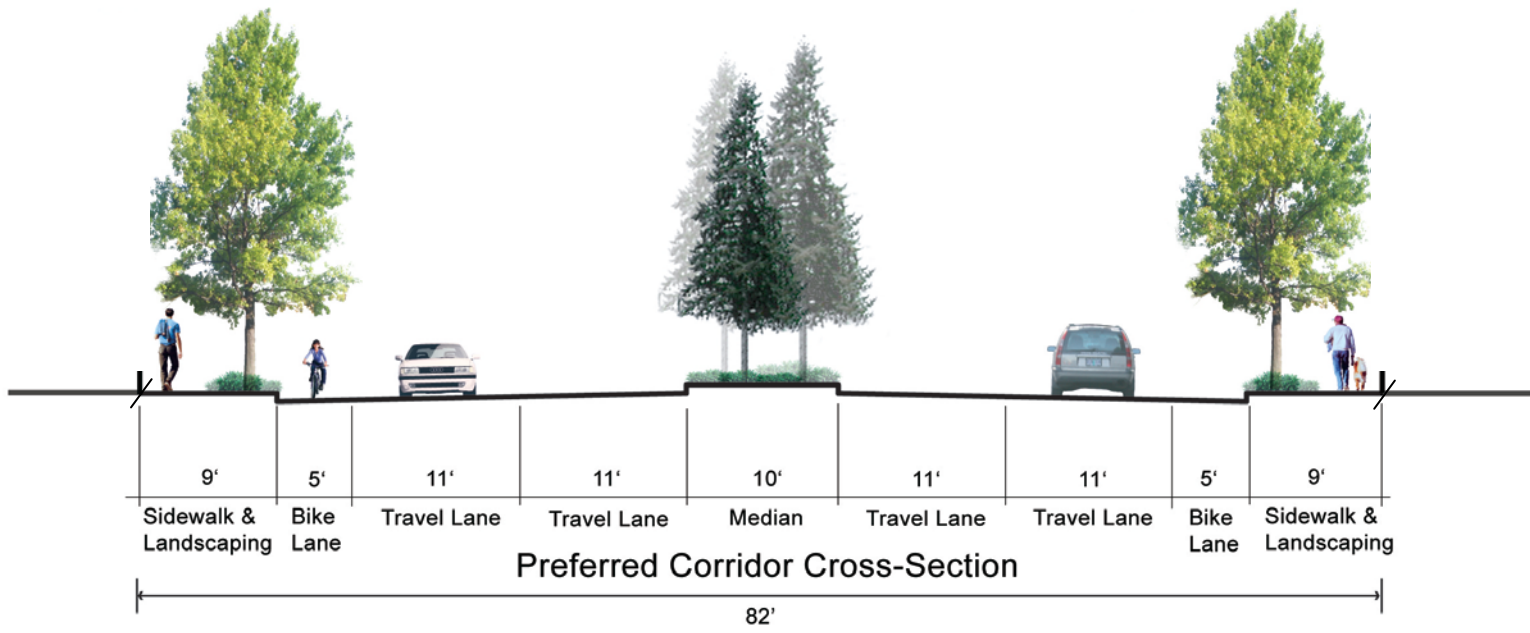 9‘ 5‘ 11‘ 11‘ 10‘ 11‘ 11‘ 5‘ 9‘
Sidewalk &
Landscaping
Bike
Lane
Travel Lane
Travel Lane
Median
Travel Lane
Travel Lane
Bike
Lane
Sidewalk &
Landscaping
Preferred Corridor Cross-Section
82’